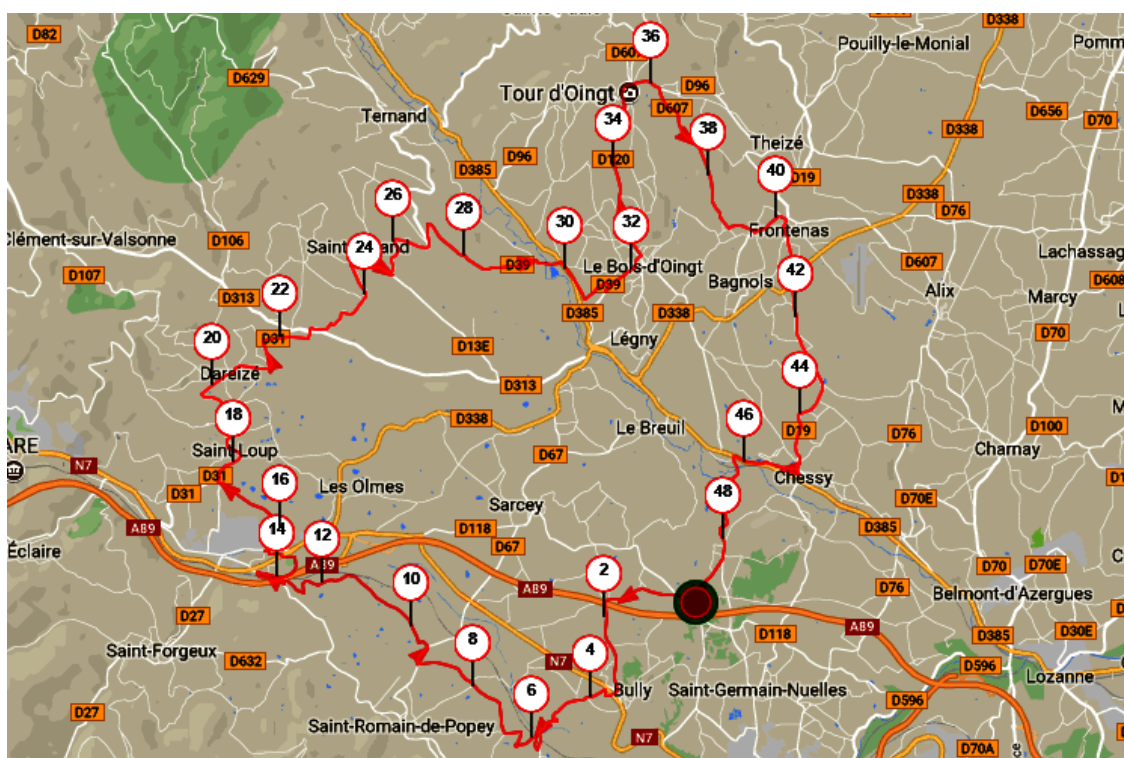 D82
D338
D338
36
Pouilly-le-Monial
Pomm
D629
D607
Tour d'Oingt
D96
D607
D656
D70
Ternand
34
38
D338
Theizé
D385
D96
D120
40
D19
26
D338
D76
28
30
32
Frontenas
Clément-sur-Valsonne
D106
24
Le Bois-d'Oingt
Lachassag
D107
D39
D607
D608
D39
42
Bagnols
Alix
Marcy
22
D313
D385
D338
D70
20
D31
D13E
Légny
Dareizé
D313
44
18
D338
46
Le Breuil
D19
D76
D100
ARE
Saint-Loup
D67
Charnay
N7
D31
16
Les Olmes
Chessy
D31
48
Sarcey
D70E
A89
14
12
D118
D385
D67
Éclaire
A89
D70
D70E
2
10
A89
D76
Belmont-d'Azergues
D27
D118
A89
D385
D30E
Saint-Forgeux
8
4
D632
N7
D596
6
Bully
Saint-Germain-Nuelles
Lozanne
D27
Saint-Romain-de-Popey
D596
N7
D70A